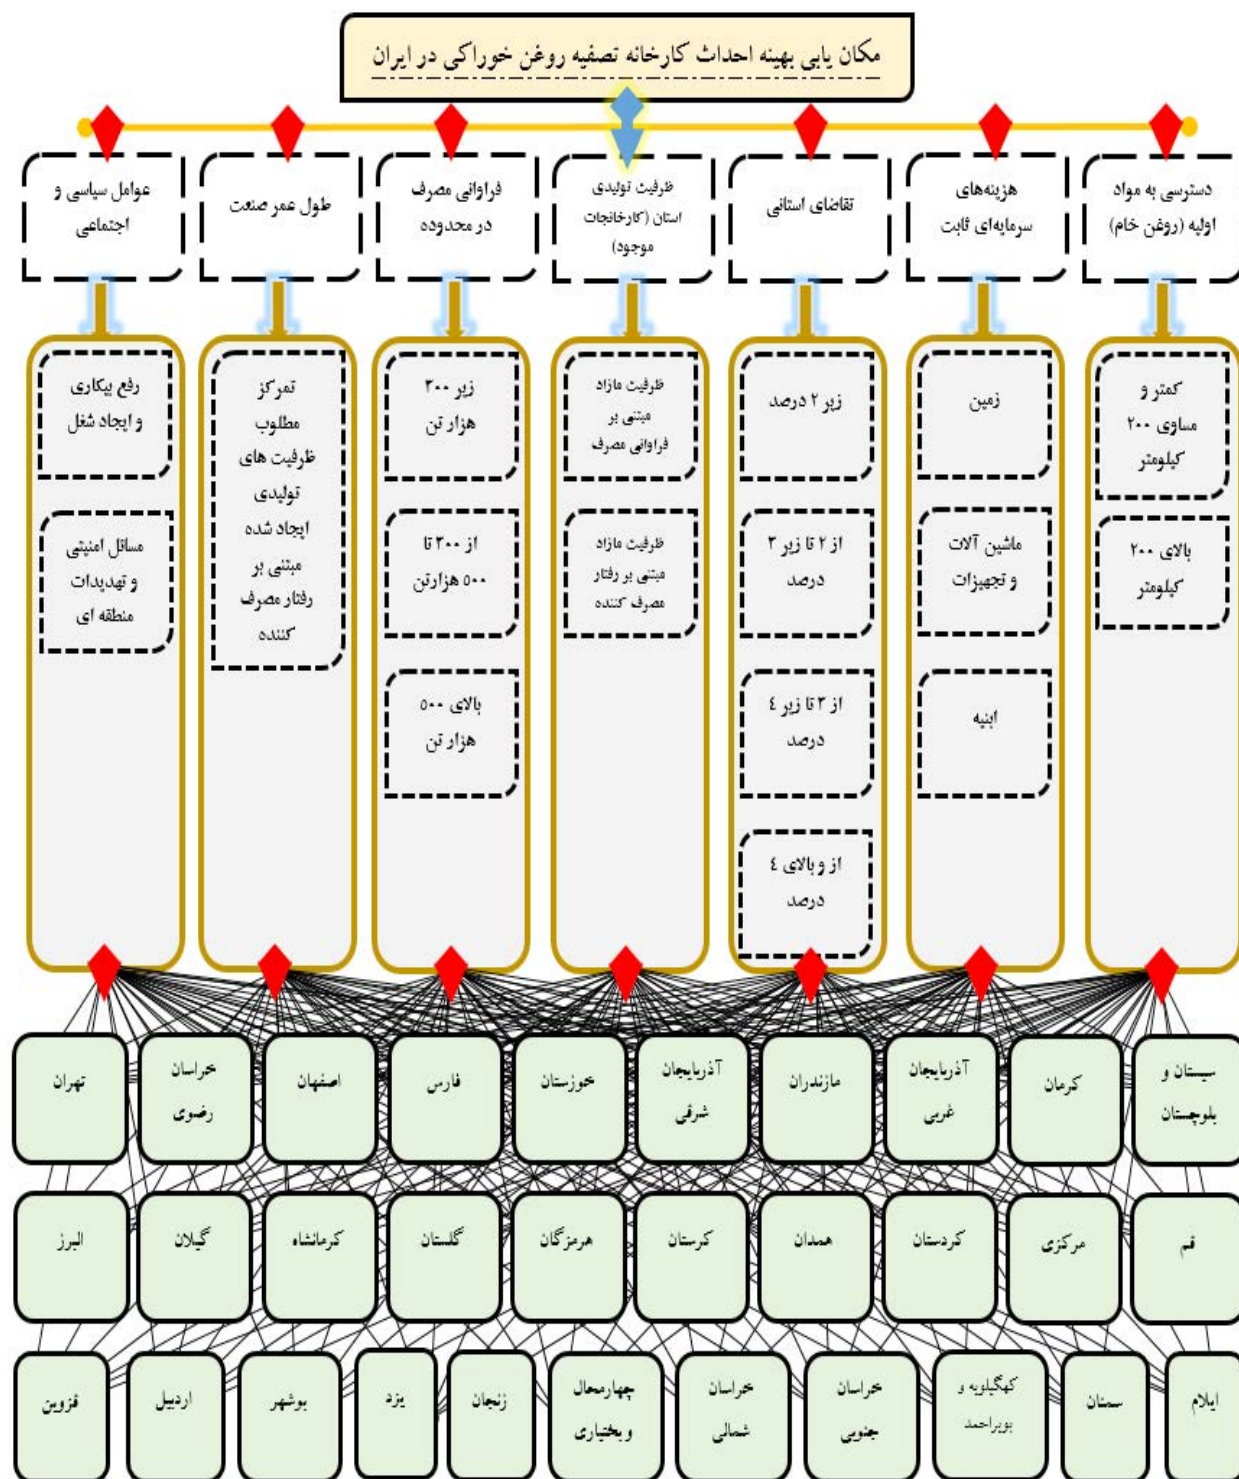 مکان یابی بهینه احداث کارخانه تصفیه روغن خوراکی در ایران
دسترسی به مواد
اولیه (روغن خام)
هزینه‌های
سرمایه‌ای ثابت
تقاضای استانی
ظرفیت تولیدی
استان (کارخانجات
موجود)
فراوانی مصرف
در محدوده
طول عمر صنعت
عوامل سیاسی و
اجتماعی
کمتر و
مساوی ۲۰۰
کیلومتر
بالای ۲۰۰
کیلومتر
زمین
ماشین آلات
و تجهیزات
ابنیه
زیر ۲ درصد
از ۲ تا زیر ۳
درصد
از ۳ تا زیر ٤
درصد
از و بالای ٤
درصد
ظرفیت مازاد
مبتنی بر
فراوانی مصرف
ظرفیت مازاد
مبتنی بر رفتار
مصرف کننده
زیر ۳۰۰
هزار تن
از ۳۰۰ تا
٥۰۰ هزارتن
بالای ٥۰۰
هزار تن
تمرکز
مطلوب
ظرفیت های
تولیدی
ایجاد شده
مبتنی بر
رفتار مصرف
کننده
رفع بیکاری
و ایجاد شغل
مسائل امنیتی
و تهدیدات
منطقه ای
سیستان و
بلوچستان
کرمان
آذربایجان
غربی
مازندران
آذربایجان
شرقی
خوزستان
فارس
اصفهان
خراسان
رضوی
تهران
قم
مرکزی
کردستان
همدان
کرستان
هرمزگان
گلستان
کرمانشاه
گیلان
البرز
ایلام
سمنان
کهگیلویه و
بویراحمد
خراسان
جنوبی
خراسان
شمالی
چهارمحال
و بختیاری
زنجان
یزد
بوشهر
اردبیل
قزوین